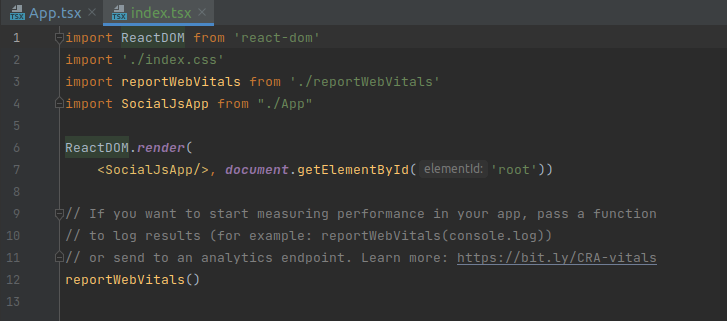 App.tsx index.tsx
1 import ReactDOM from 'react-dom'
2 import './index.css'
3 import reportWebVitals from './reportWebVitals'
4 import SocialJsApp from "./App"
5
6 ReactDOM.render(
7 <SocialJsApp/>, document.getElementById( elementId: 'root'))
8
9 // If you want to start measuring performance in your app, pass a function
10 // to log results (for example: reportWebVitals(console.log))
11 // or send to an analytics endpoint. Learn more: https://bit.ly/CRA-vitals
12 reportWebVitals()
13